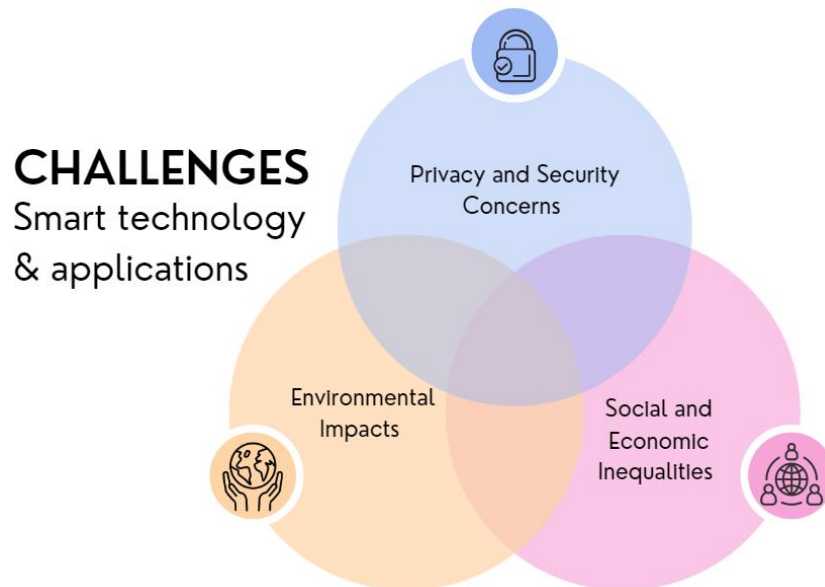 CHALLENGES
Smart technology
& applications
Privacy and Security
Concerns
Environmental
Impacts
Social and
Economic
Inequalities